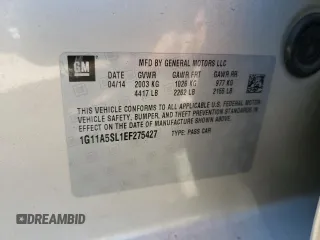 GM
MFD BY GENERAL MOTORS LLC
DATE GVWR GAWR FRT GAWR RR
04/14 2003 KG 1026 KG 977 KG
4417 LB 2262 LB 2155 LB
THIS VEHICLE CONFORMS TO ALL APPLICABLE U.S. FEDERAL MOTOR
VEHICLE SAFETY, BUMPER, AND THEFT PREVENTION STANDARDS
IN EFFECT ON THE DATE OF MANUFACTURE SHOWN ABOVE.
1G11A5SL1EF275427 TYPE: PASS CAR
DREAMBID